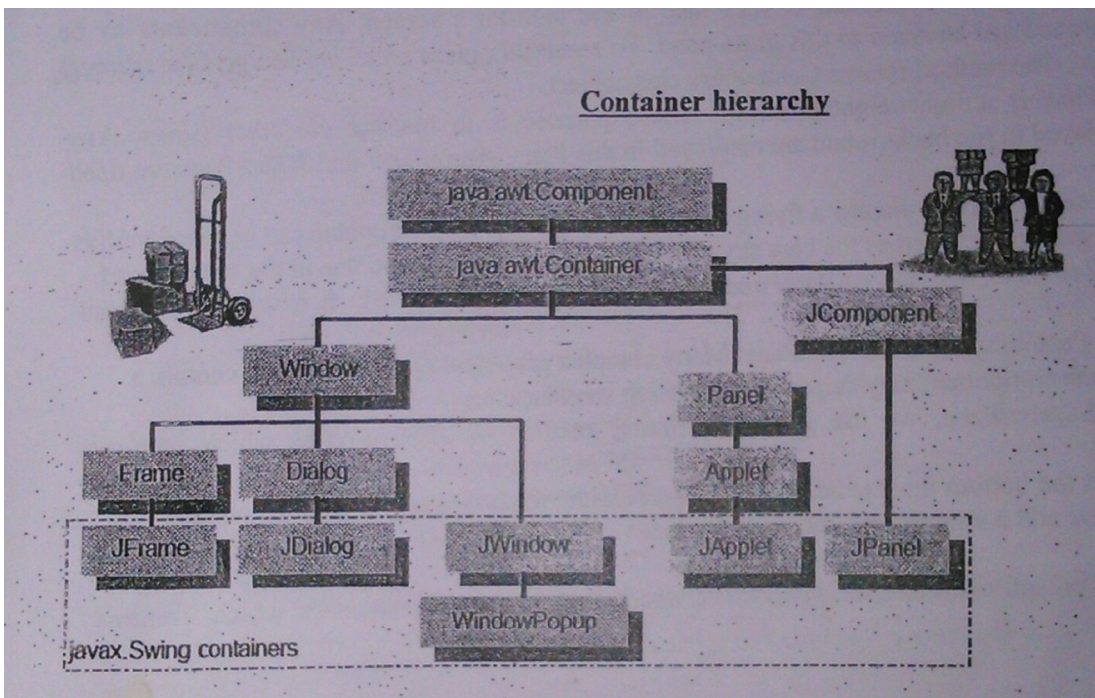 Container hierarchy
java.awt.Component
java.awt.Container
JComponent
Window
Panel
Frame
Dialog
Applet
JFrame
JDialog
JWindow
JApplet
JPanel
WindowPopup
javax.Swing containers